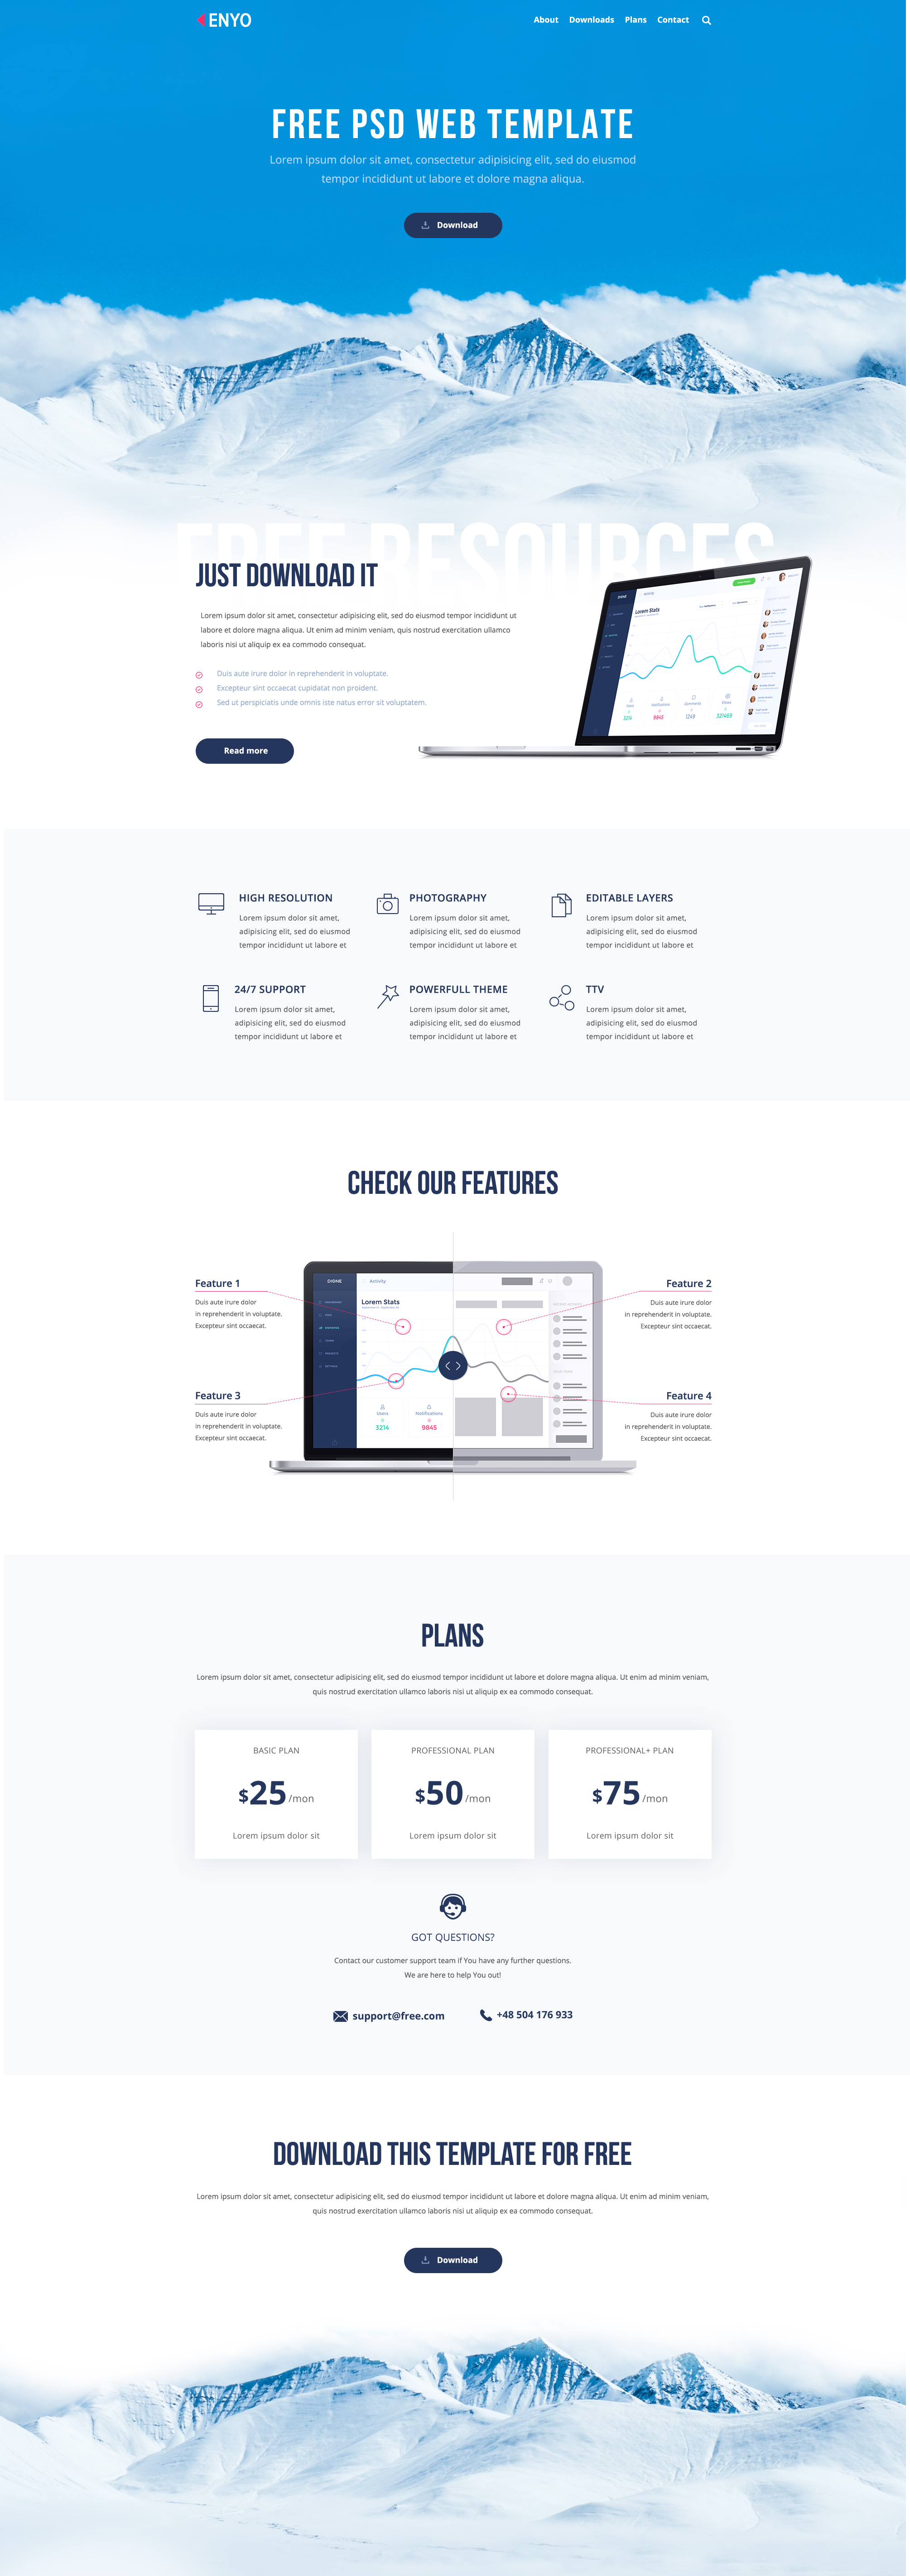 ENYO
About Downloads Plans Contact
FREE PSD WEB TEMPLATE
Lorem ipsum dolor sit amet, consectetur adipisicing elit, sed do eiusmod
tempor incididunt ut labore et dolore magna aliqua.
Download
FREE RESOURCES
JUST DOWNLOAD IT
Lorem ipsum dolor sit amet, consectetur adipisicing elit, sed do eiusmod tempor incididunt ut
labore et dolore magna aliqua. Ut enim ad minim veniam, quis nostrud exercitation ullamco
laboris nisi ut aliquip ex ea commodo consequat.
Duis aute irure dolor in reprehenderit in voluptate.
Excepteur sint occaecat cupidatat non proident.
Sed ut perspiciatis unde omnis iste natus error sit voluptatem.
Read more
DIGNE
Activity
Lorem Stats
Users
Notifications
Community
Views
3214
9845
1249
321469
HIGH RESOLUTION
Lorem ipsum dolor sit amet,
adipisicing elit, sed do eiusmod
tempor incididunt ut labore et
PHOTOGRAPHY
Lorem ipsum dolor sit amet,
adipisicing elit, sed do eiusmod
tempor incididunt ut labore et
EDITABLE LAYERS
Lorem ipsum dolor sit amet,
adipisicing elit, sed do eiusmod
tempor incididunt ut labore et
24/7 SUPPORT
Lorem ipsum dolor sit amet,
adipisicing elit, sed do eiusmod
tempor incididunt ut labore et
POWERFULL THEME
Lorem ipsum dolor sit amet,
adipisicing elit, sed do eiusmod
tempor incididunt ut labore et
TTV
Lorem ipsum dolor sit amet,
adipisicing elit, sed do eiusmod
tempor incididunt ut labore et
CHECK OUR FEATURES
Feature 1
Duis aute irure dolor
in reprehenderit in voluptate.
Excepteur sint occaecat.
Feature 2
Duis aute irure dolor
in reprehenderit in voluptate.
Excepteur sint occaecat.
Feature 3
Duis aute irure dolor
in reprehenderit in voluptate.
Excepteur sint occaecat.
Feature 4
Duis aute irure dolor
in reprehenderit in voluptate.
Excepteur sint occaecat.
DIGNE
Activity
Lorem Stats
Users
Notifications
3214
9845
PLANS
Lorem ipsum dolor sit amet, consectetur adipisicing elit, sed do eiusmod tempor incididunt ut labore et dolore magna aliqua. Ut enim ad minim veniam,
quis nostrud exercitation ullamco laboris nisi ut aliquip ex ea commodo consequat.
BASIC PLAN
$25 /mon
Lorem ipsum dolor sit
PROFESSIONAL PLAN
$50 /mon
Lorem ipsum dolor sit
PROFESSIONAL+ PLAN
$75 /mon
Lorem ipsum dolor sit
GOT QUESTIONS?
Contact our customer support team if You have any further questions.
We are here to help You out!
support@free.com
+48 504 176 933
DOWNLOAD THIS TEMPLATE FOR FREE
Lorem ipsum dolor sit amet, consectetur adipisicing elit, sed do eiusmod tempor incididunt ut labore et dolore magna aliqua. Ut enim ad minim veniam,
quis nostrud exercitation ullamco laboris nisi ut aliquip ex ea commodo consequat.
Download